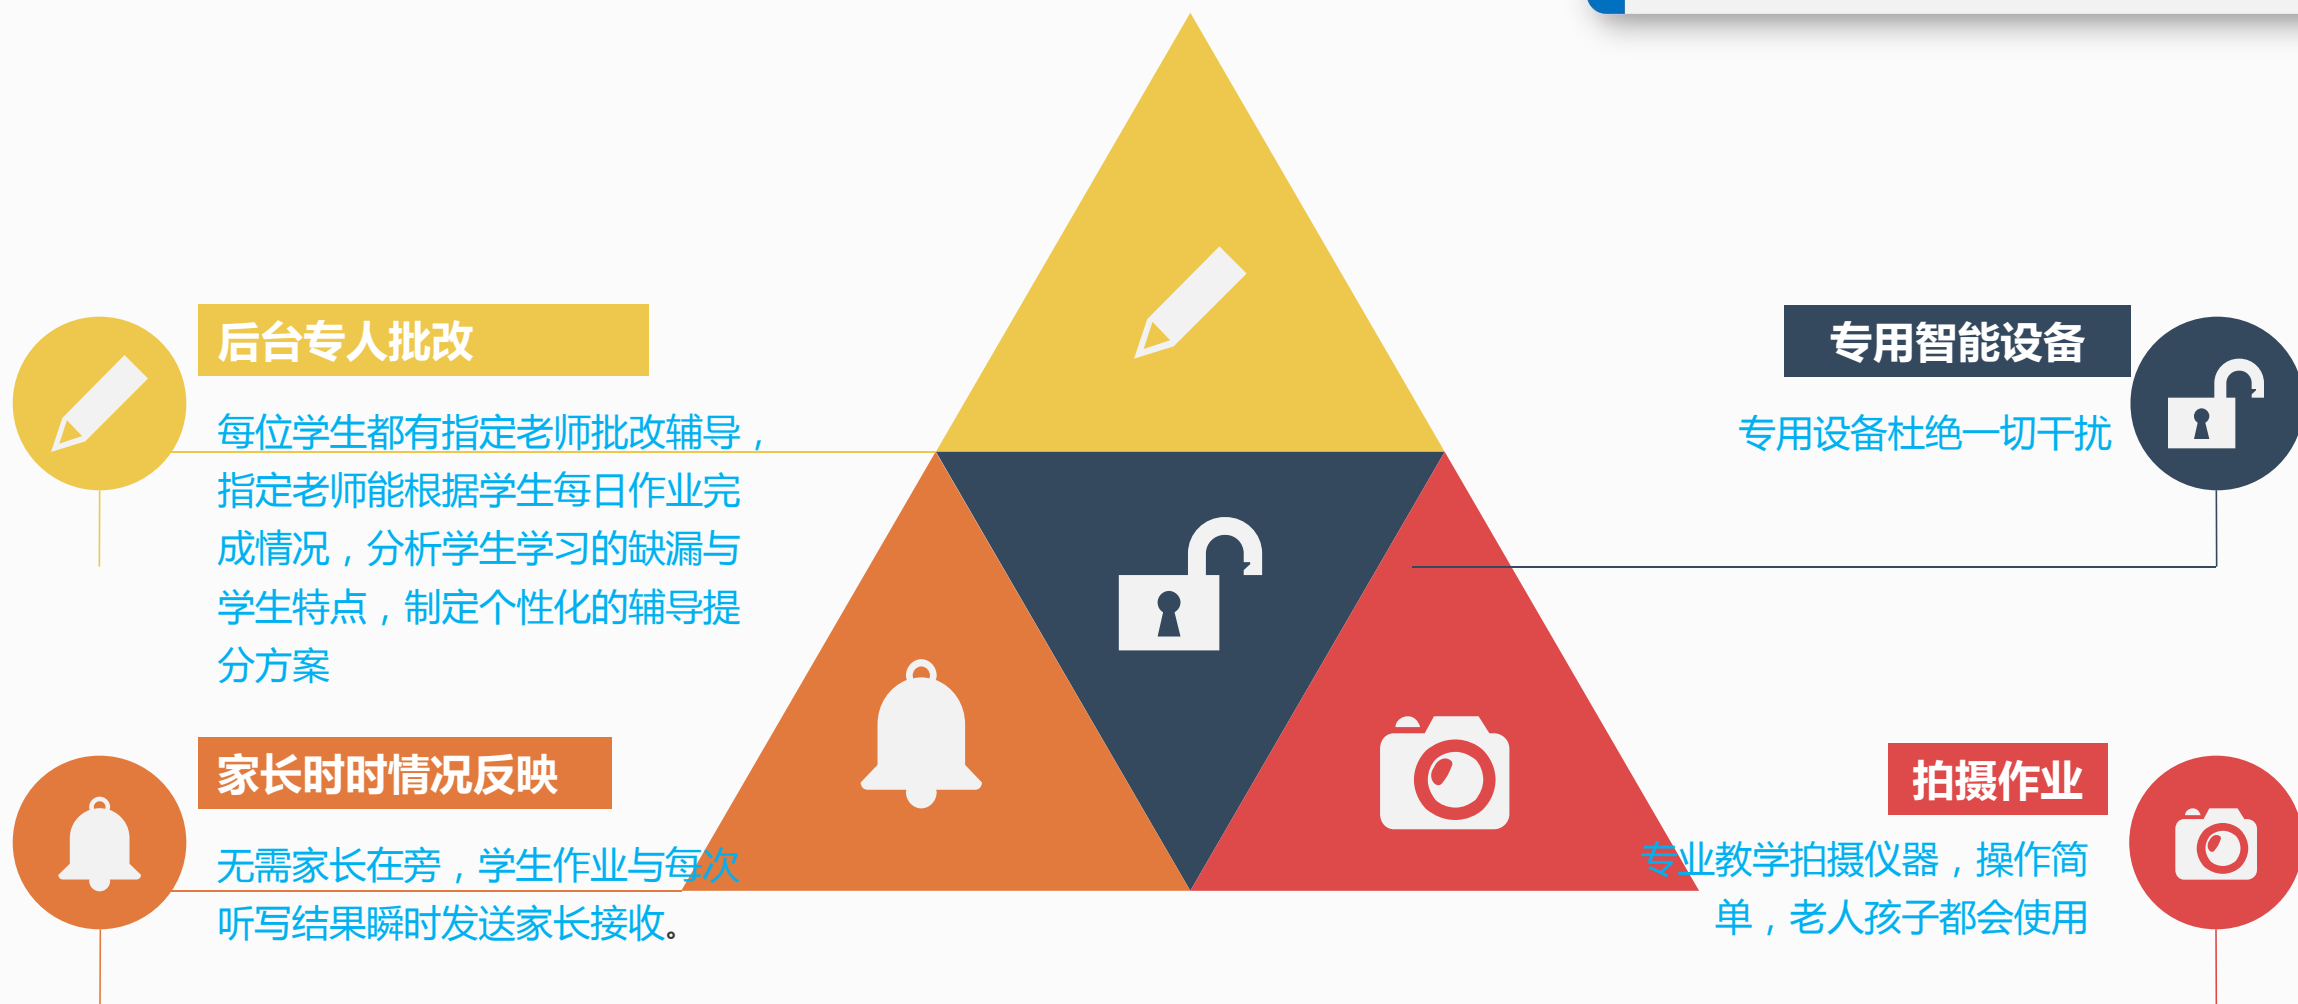 后台专人批改
每位学生都有指定老师批改辅导，
指定老师能根据学生每日作业完
成情况，分析学生学习的缺漏与
学生特点，制定个性化的辅导提
分方案
家长时时情况反映
无需家长在旁，学生作业与每次
听写结果瞬时发送家长接收。
专用智能设备
专用设备杜绝一切干扰
拍摄作业
专业教学拍摄仪器，操作简
单，老人孩子都会使用